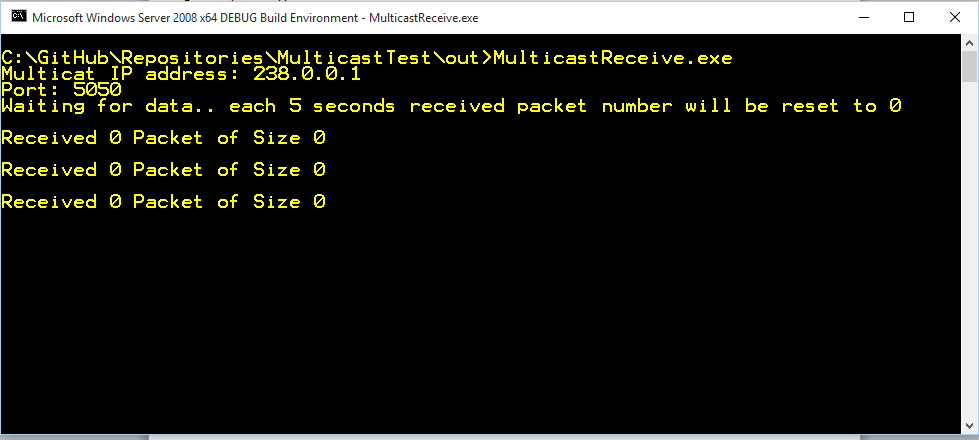 Microsoft Windows Server 2008 x64 DEBUG Build Environment - MulticastReceive.exe
C:\GitHub\Repositories\MulticastTest\out>MulticastReceive.exe
Multicat IP address: 238.0.0.1
Port: 5050
Waiting for data.. each 5 seconds received packet number will be reset to 0
Received 0 Packet of Size 0
Received 0 Packet of Size 0
Received 0 Packet of Size 0